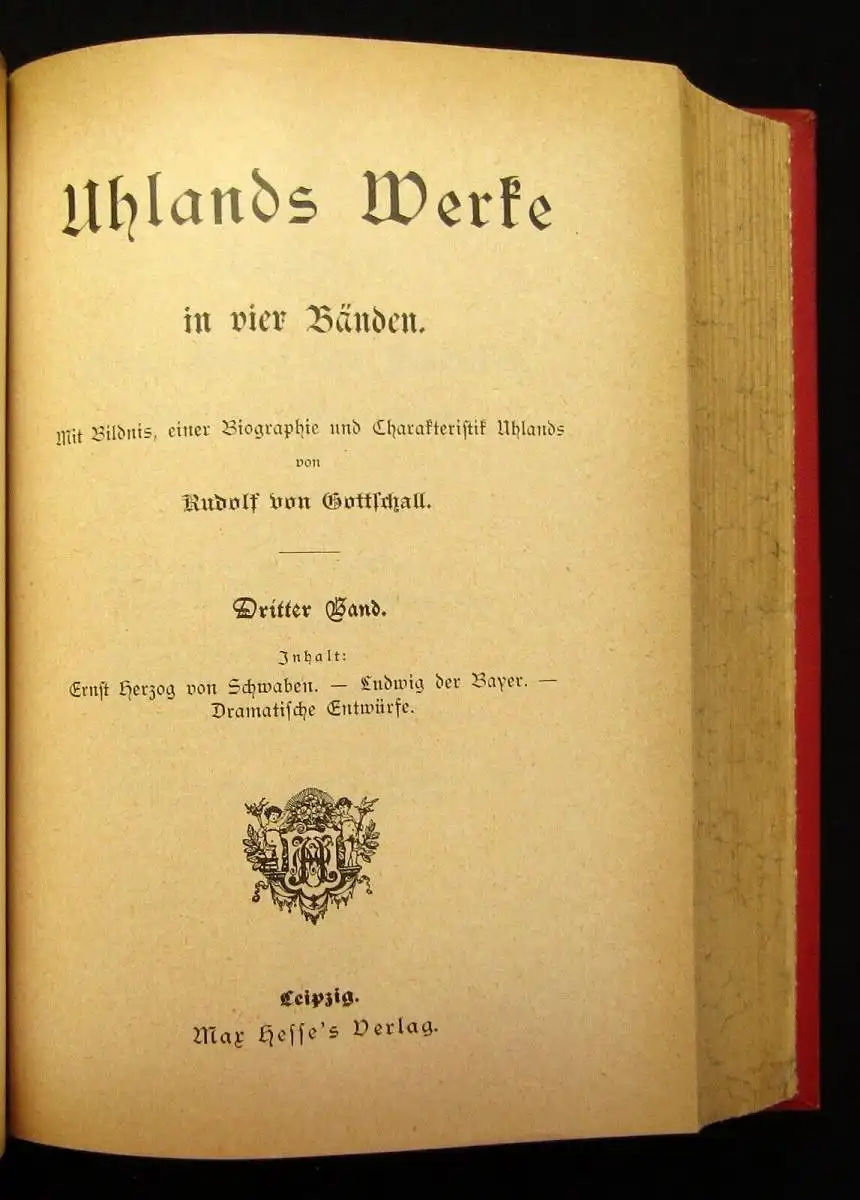 Uhlands Werke
in vier Bänden.
Mit Bildnis, einer Biographie und Charakteristik Uhlands
von
Rudolf von Gottschall.
Dritter Band.
Inhalt:
Ernst Herzog von Schwaben. — Ludwig der Bayer. —
Dramatische Entwürfe.
Leipzig.
Max Hesse's Verlag.